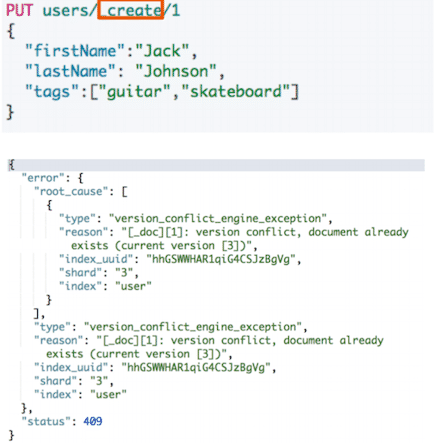 PUT users/_create/1
{
"firstName":"Jack",
"lastName": "Johnson",
"tags":["guitar","skateboard"]
}
{
"error": {
"root_cause": [
{
"type": "version_conflict_engine_exception",
"reason": "[_doc][1]: version conflict, document already
exists (current version [3])",
"index_uuid": "hhGSWWHAR1qiG4CSJzBgVg",
"shard": "3",
"index": "user"
}
],
"type": "version_conflict_engine_exception",
"reason": "[_doc][1]: version conflict, document already
exists (current version [3])",
"index_uuid": "hhGSWWHAR1qiG4CSJzBgVg",
"shard": "3",
"index": "user"
},
"status": 409
}